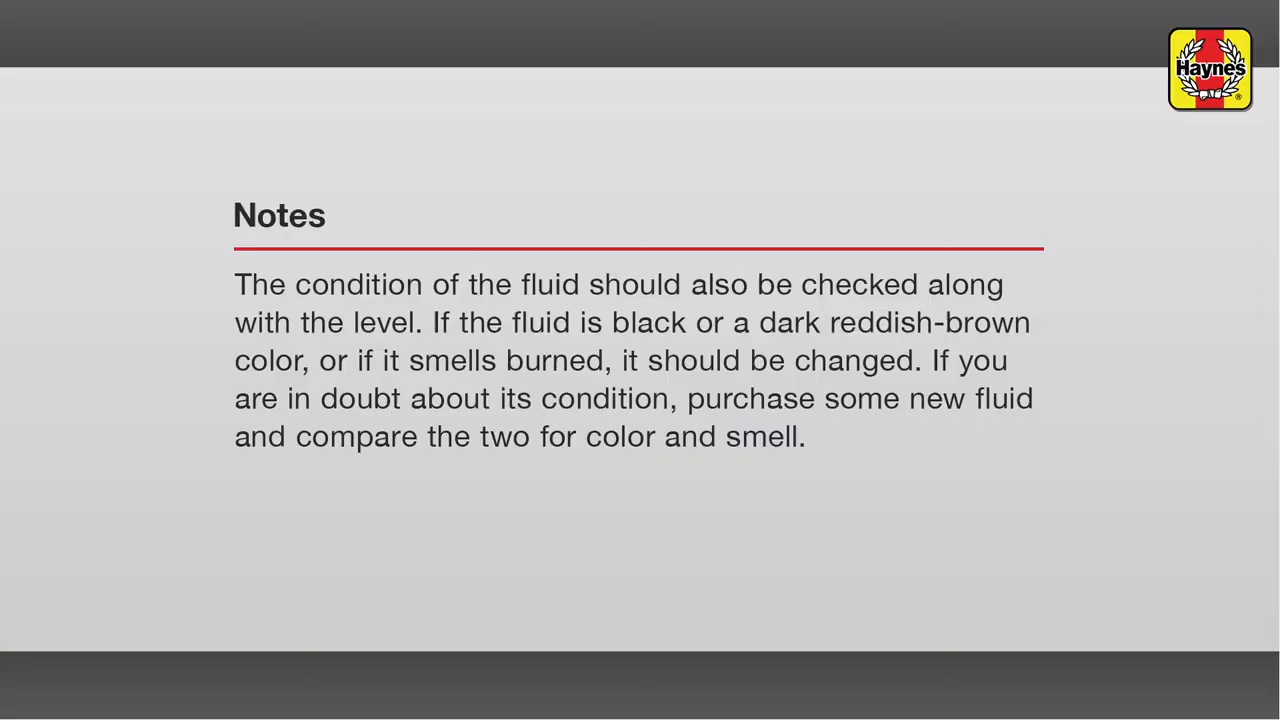 Haynes
®
Notes
The condition of the fluid should also be checked along
with the level. If the fluid is black or a dark reddish-brown
color, or if it smells burned, it should be changed. If you
are in doubt about its condition, purchase some new fluid
and compare the two for color and smell.